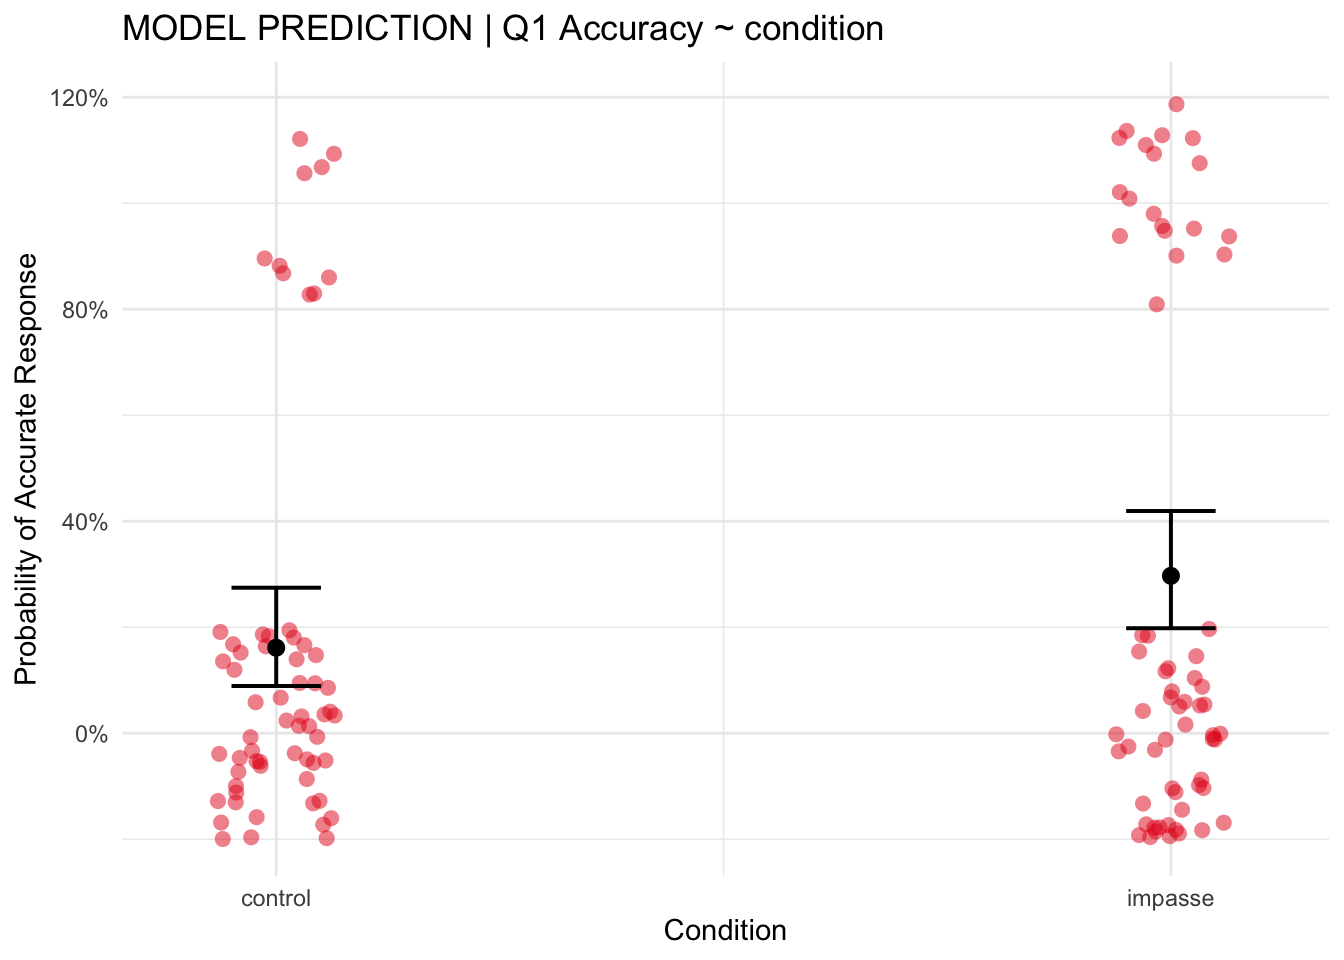 MODEL PREDICTION | Q1 Accuracy ~ condition
Probability of Accurate Response
120%
80%
40%
0%
control
impasse
Condition